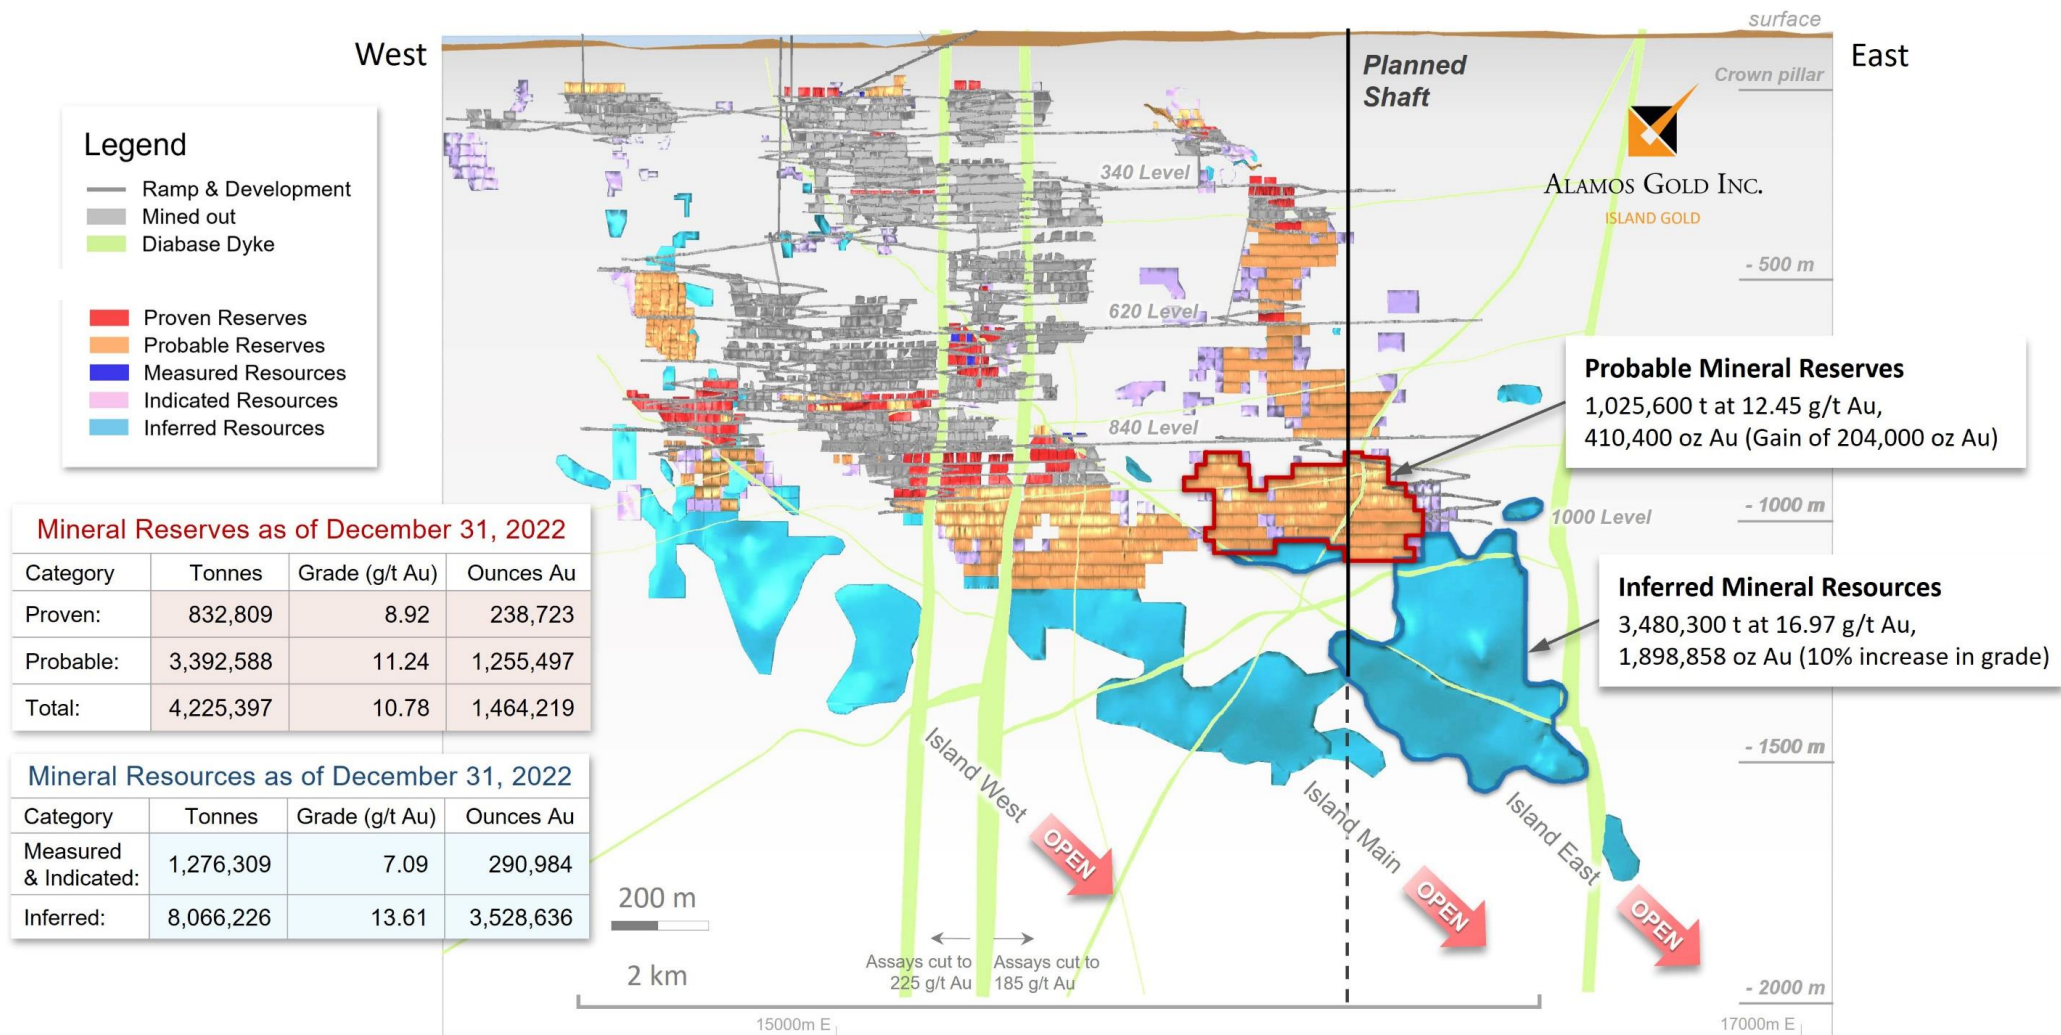 surface
West
East
Planned
Shaft
Crown pillar
ALAMOS GOLD INC.
ISLAND GOLD
Legend
Ramp & Development
Mined out
Diabase Dyke
Proven Reserves
Probable Reserves
Measured Resources
Indicated Resources
Inferred Resources
340 Level
- 500 m
620 Level
840 Level
Probable Mineral Reserves
1,025,600 t at 12.45 g/t Au,
410,400 oz Au (Gain of 204,000 oz Au)
- 1000 m
1000 Level
Inferred Mineral Resources
3,480,300 t at 16.97 g/t Au,
1,898,858 oz Au (10% increase in grade)
Mineral Reserves as of December 31, 2022
Category Tonnes Grade (g/t Au) Ounces Au
Proven: 832,809 8.92 238,723
Probable: 3,392,588 11.24 1,255,497
Total: 4,225,397 10.78 1,464,219
- 1500 m
Mineral Resources as of December 31, 2022
Category Tonnes Grade (g/t Au) Ounces Au
Measured
& Indicated: 1,276,309 7.09 290,984
Inferred: 8,066,226 13.61 3,528,636
Island West
OPEN
Island Main
OPEN
Island East
OPEN
200 m
2 km
Assays cut to
225 g/t Au
Assays cut to
185 g/t Au
- 2000 m
15000m E
17000m E